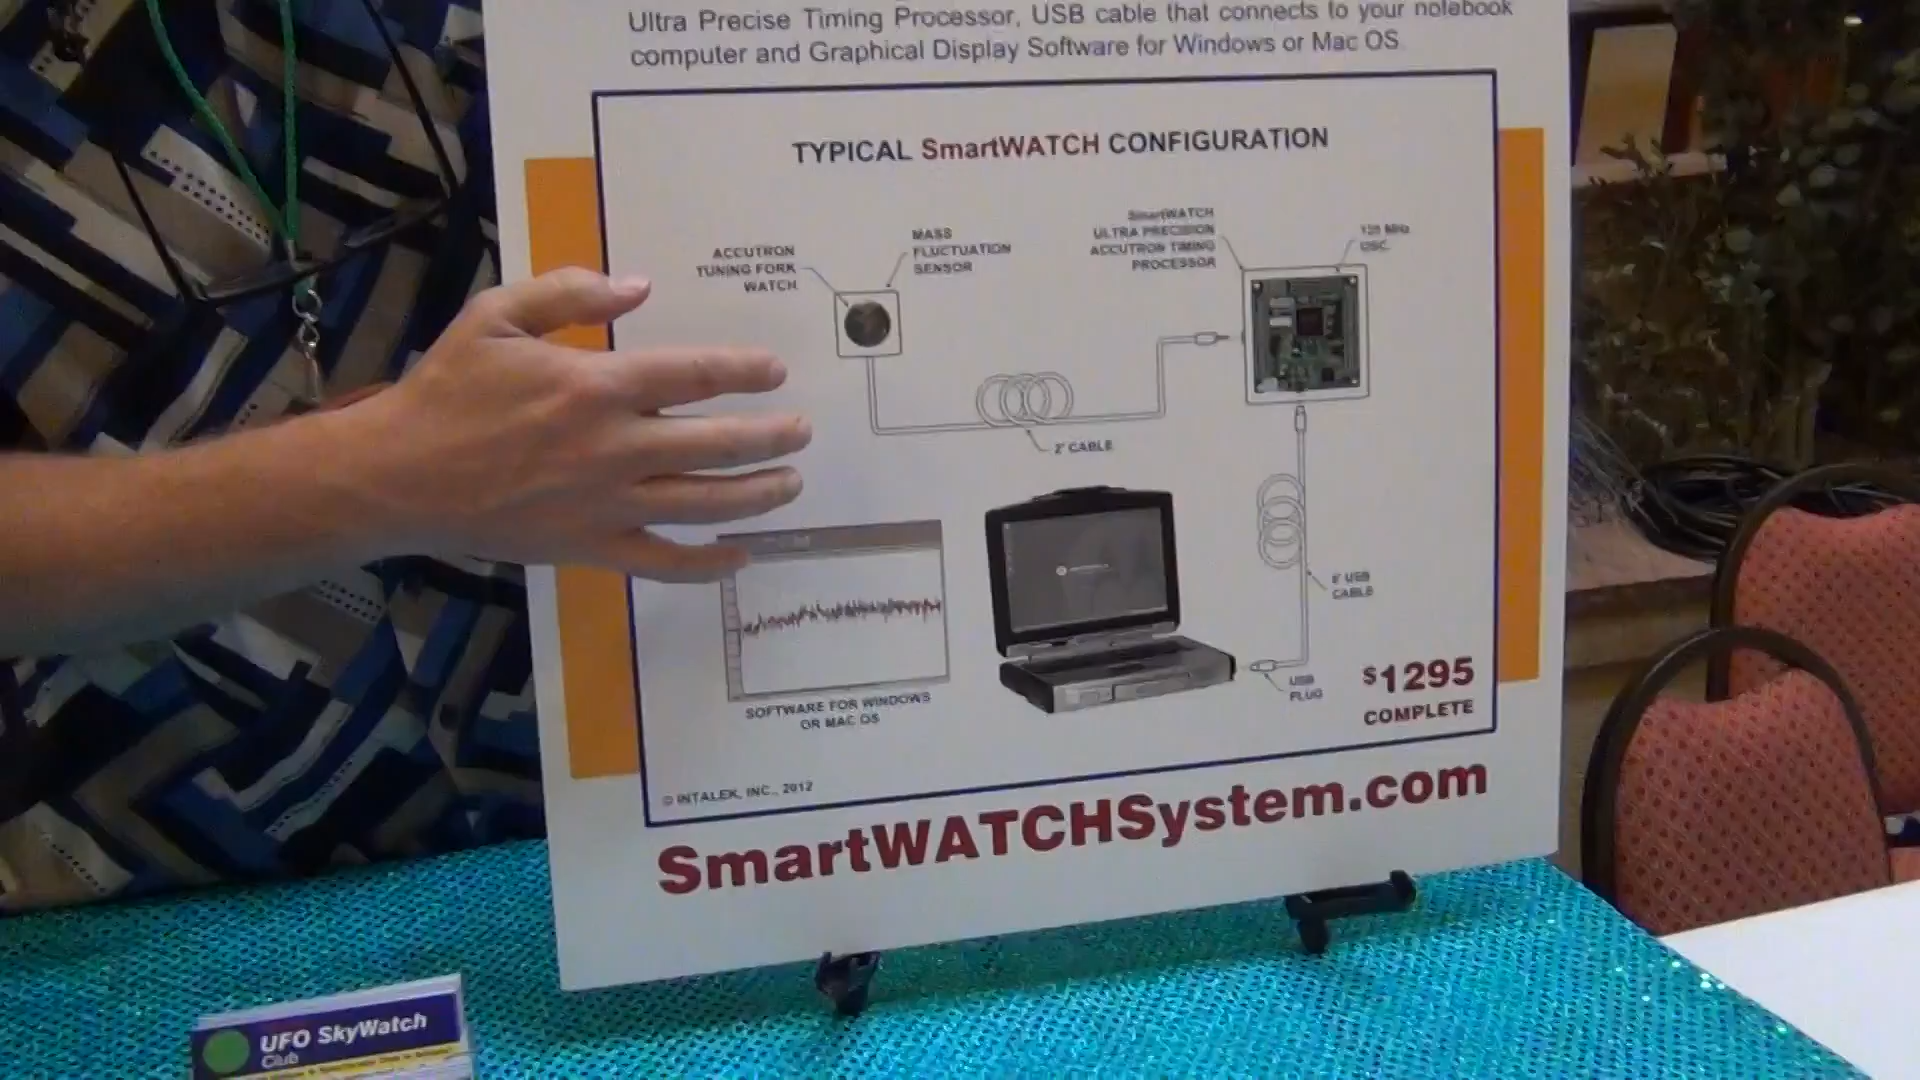 Ultra Precise Timing Processor, USB cable that connects to your notebook
computer and Graphical Display Software for Windows or Mac OS.
TYPICAL SmartWATCH CONFIGURATION
ACCUTRON
TUNING FORK
WATCH
MASS
FLUCTUATION
SENSOR
SmartWATCH
ULTRA PRECISION
ACCUTRON TIMING
PROCESSOR
OSC.
2' CABLE
USB
CABLE
USB
PLUG
SOFTWARE FOR WINDOWS
OR MAC OS
$1295
COMPLETE
© INTALEK, INC., 2012
SmartWATCHSystem.com
UFO SkyWatch
Club